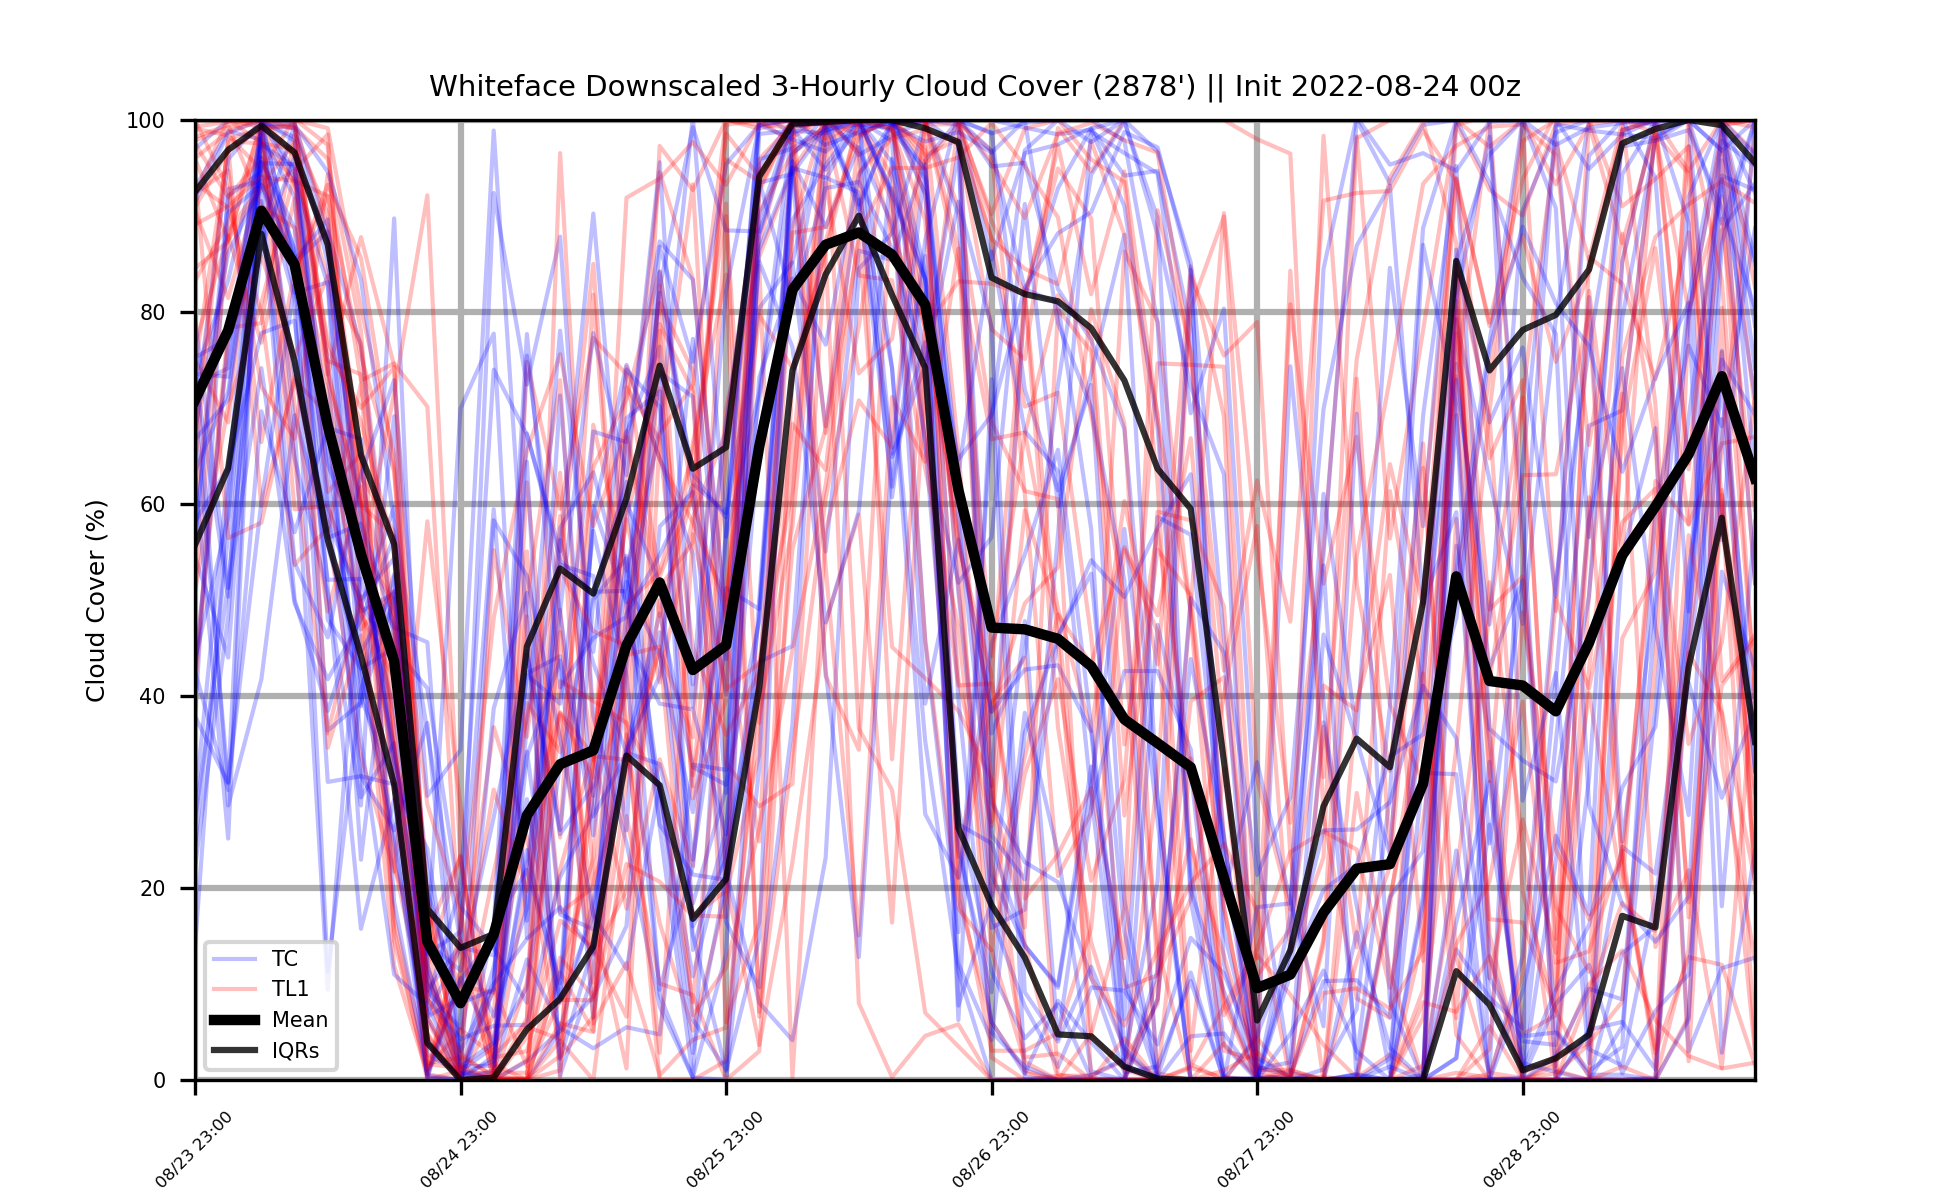 Whiteface Downscaled 3-Hourly Cloud Cover (2878') || Init 2022-08-24 00z
Cloud Cover (%)
100
80
60
40
20
0
TC
TL1
Mean
IQRs
08/23 23:00
08/24 23:00
08/25 23:00
08/26 23:00
08/27 23:00
08/28 23:00